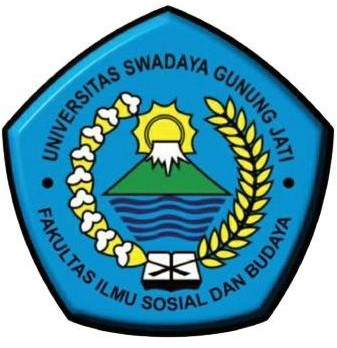 UNIVERSITAS SWADAYA GUNUNG JATI
FAKULTAS ILMU SOSIAL DAN BUDAYA